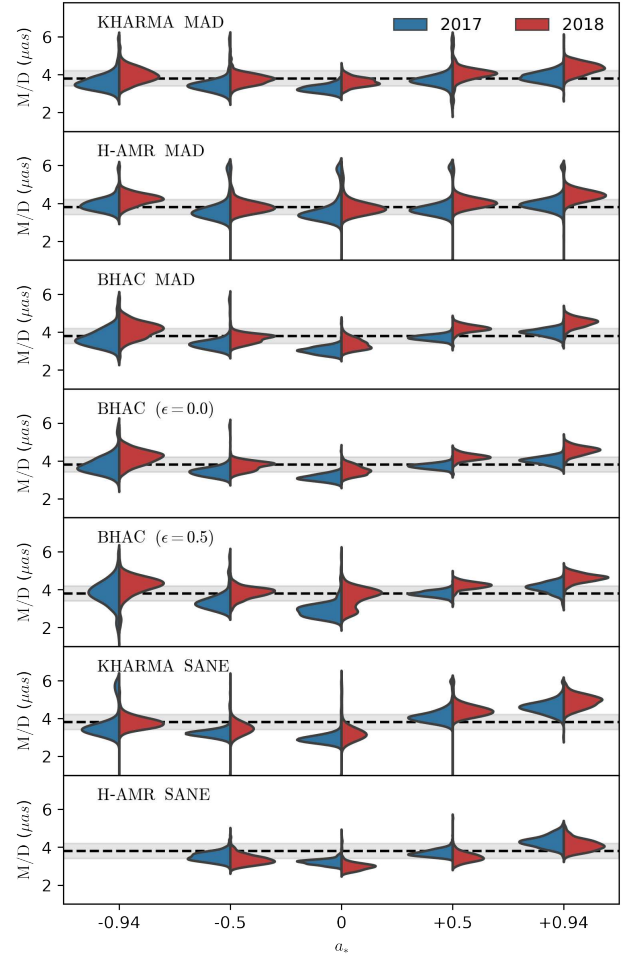 KHARMA MAD
2017
2018
M/D (μas)
6
4
2
H-AMR MAD
M/D (μas)
6
4
2
BHAC MAD
M/D (μas)
6
4
2
BHAC (ϵ = 0.0)
M/D (μas)
6
4
2
BHAC (ϵ = 0.5)
M/D (μas)
6
4
2
KHARMA SANE
M/D (μas)
6
4
2
H-AMR SANE
M/D (μas)
6
4
2
-0.94 -0.5 0 +0.5 +0.94
a*